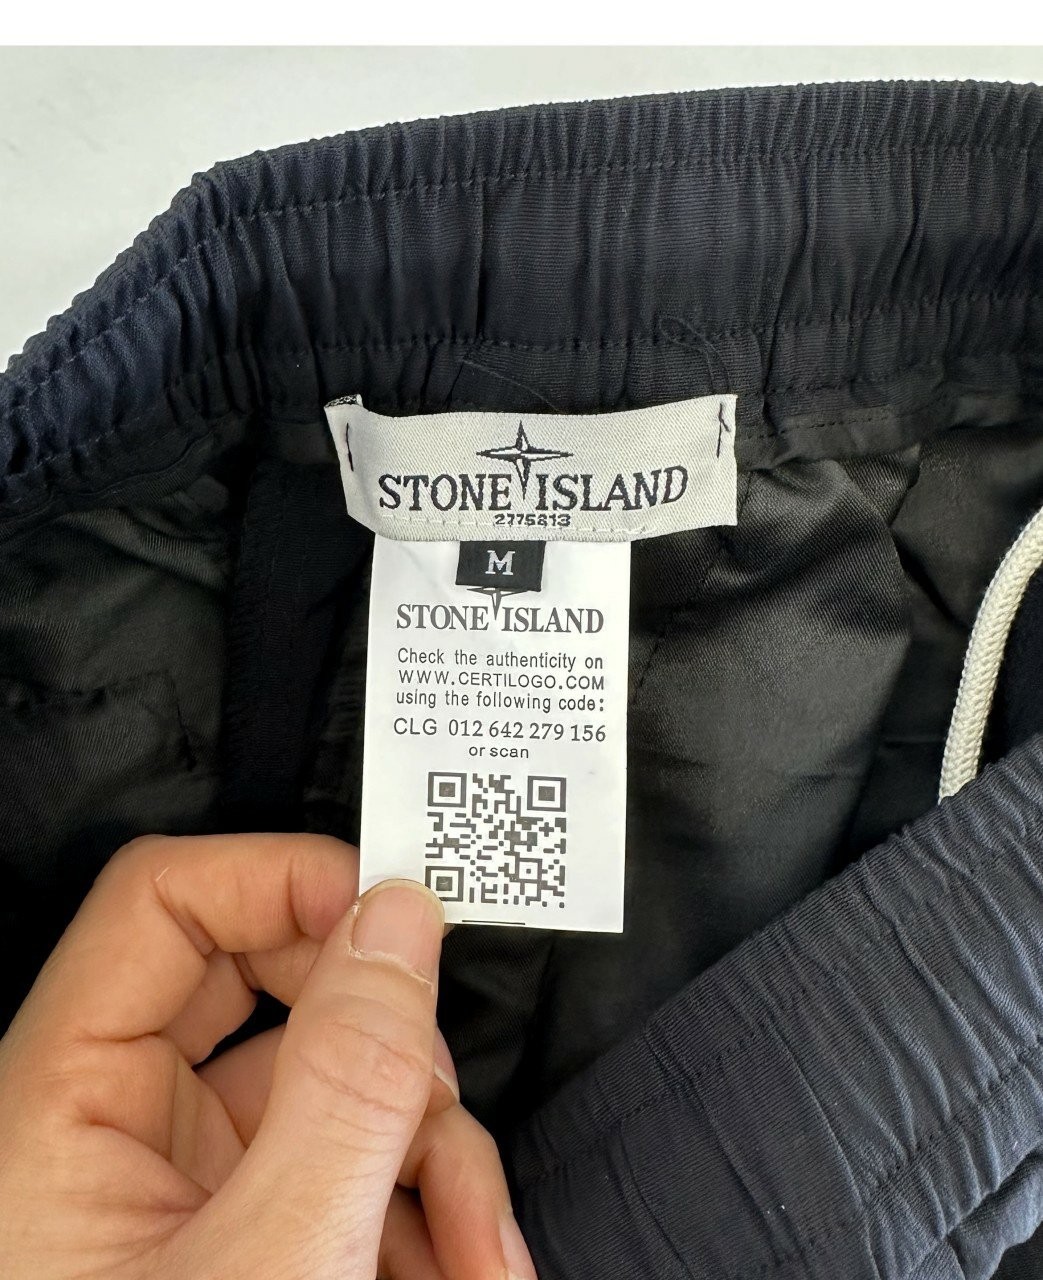 STONE ISLAND
2775813
M
STONE ISLAND
Check the authenticity on
WWW.CERTILOGO.COM
using the following code:
CLG 012 642 279 156
or scan